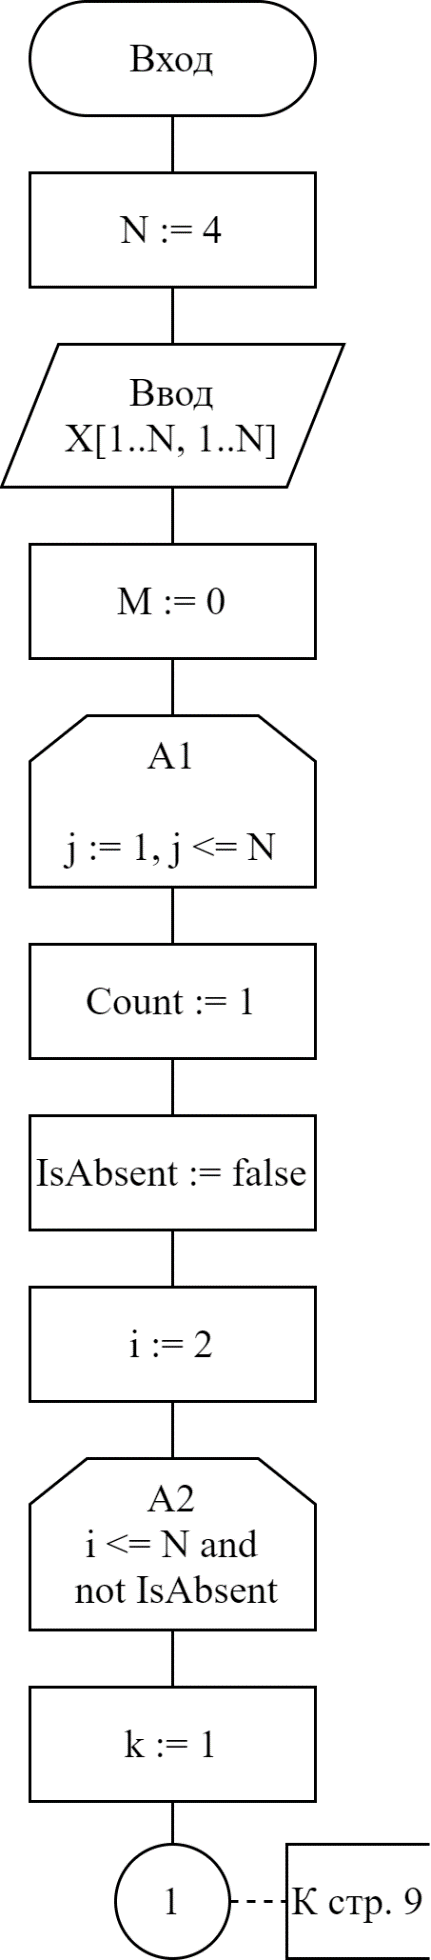 Вход
N := 4
Ввод
X[1..N, 1..N]
M := 0
A1
j := 1, j <= N
Count := 1
IsAbsent := false
i := 2
A2
i <= N and
not IsAbsent
k := 1
1
К стр. 9